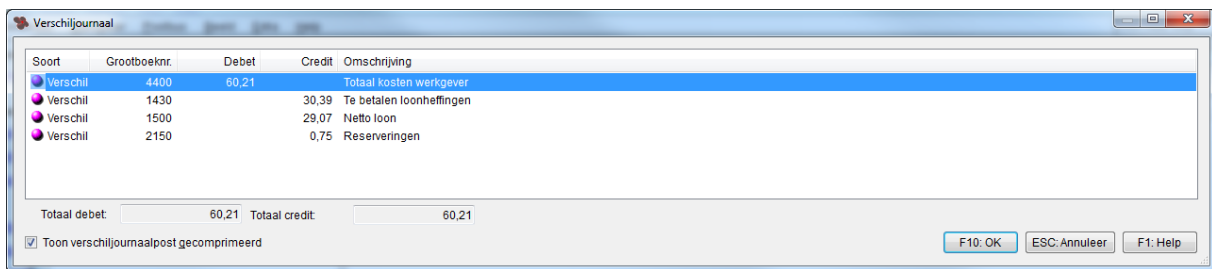 Verschiljournaal
Soort Grootboeknr. Debet Credit Omschrijving
Verschil 4400 60,21 Totaal kosten werkgever
Verschil 1430 30,39 Te betalen loonheffingen
Verschil 1500 29,07 Netto loon
Verschil 2150 0,75 Reserveringen
Totaal debet: 60,21 Totaal credit: 60,21
Toon verschiljournaalpost gecomprimeerd F10: OK ESC: Annuleer F1: Help